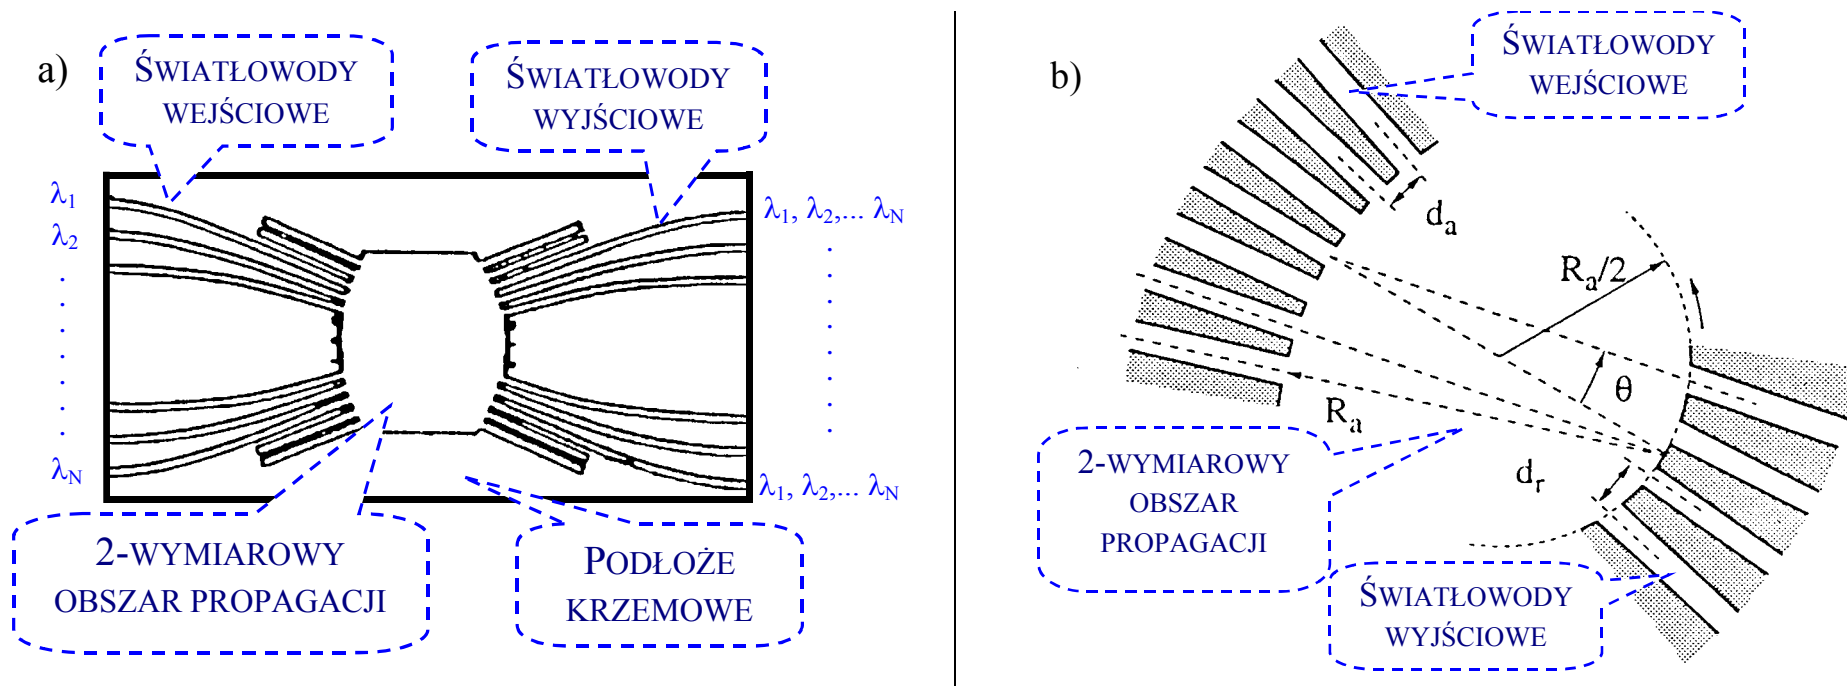 a)
ŚWIATŁOWODY
WEJŚCIOWE
ŚWIATŁOWODY
WYJŚCIOWE
λ1
λ2
.
.
.
.
.
.
λN
λ1, λ2,... λN
.
.
.
.
.
.
.
λ1, λ2,... λN
2-WYMIAROWY
OBSZAR PROPAGACJI
PODŁOŻE
KRZEMOWE
b)
ŚWIATŁOWODY
WEJŚCIOWE
da
Ra/2
θ
Ra
dr
2-WYMIAROWY
OBSZAR
PROPAGACJI
ŚWIATŁOWODY
WYJŚCIOWE